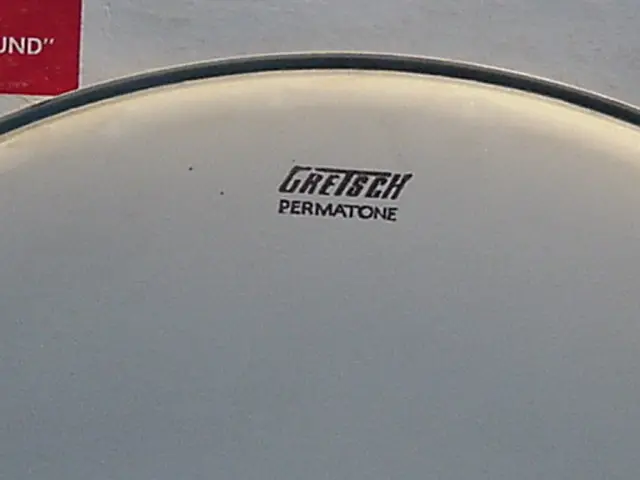 UND"
GRETSCH
PERMATONE